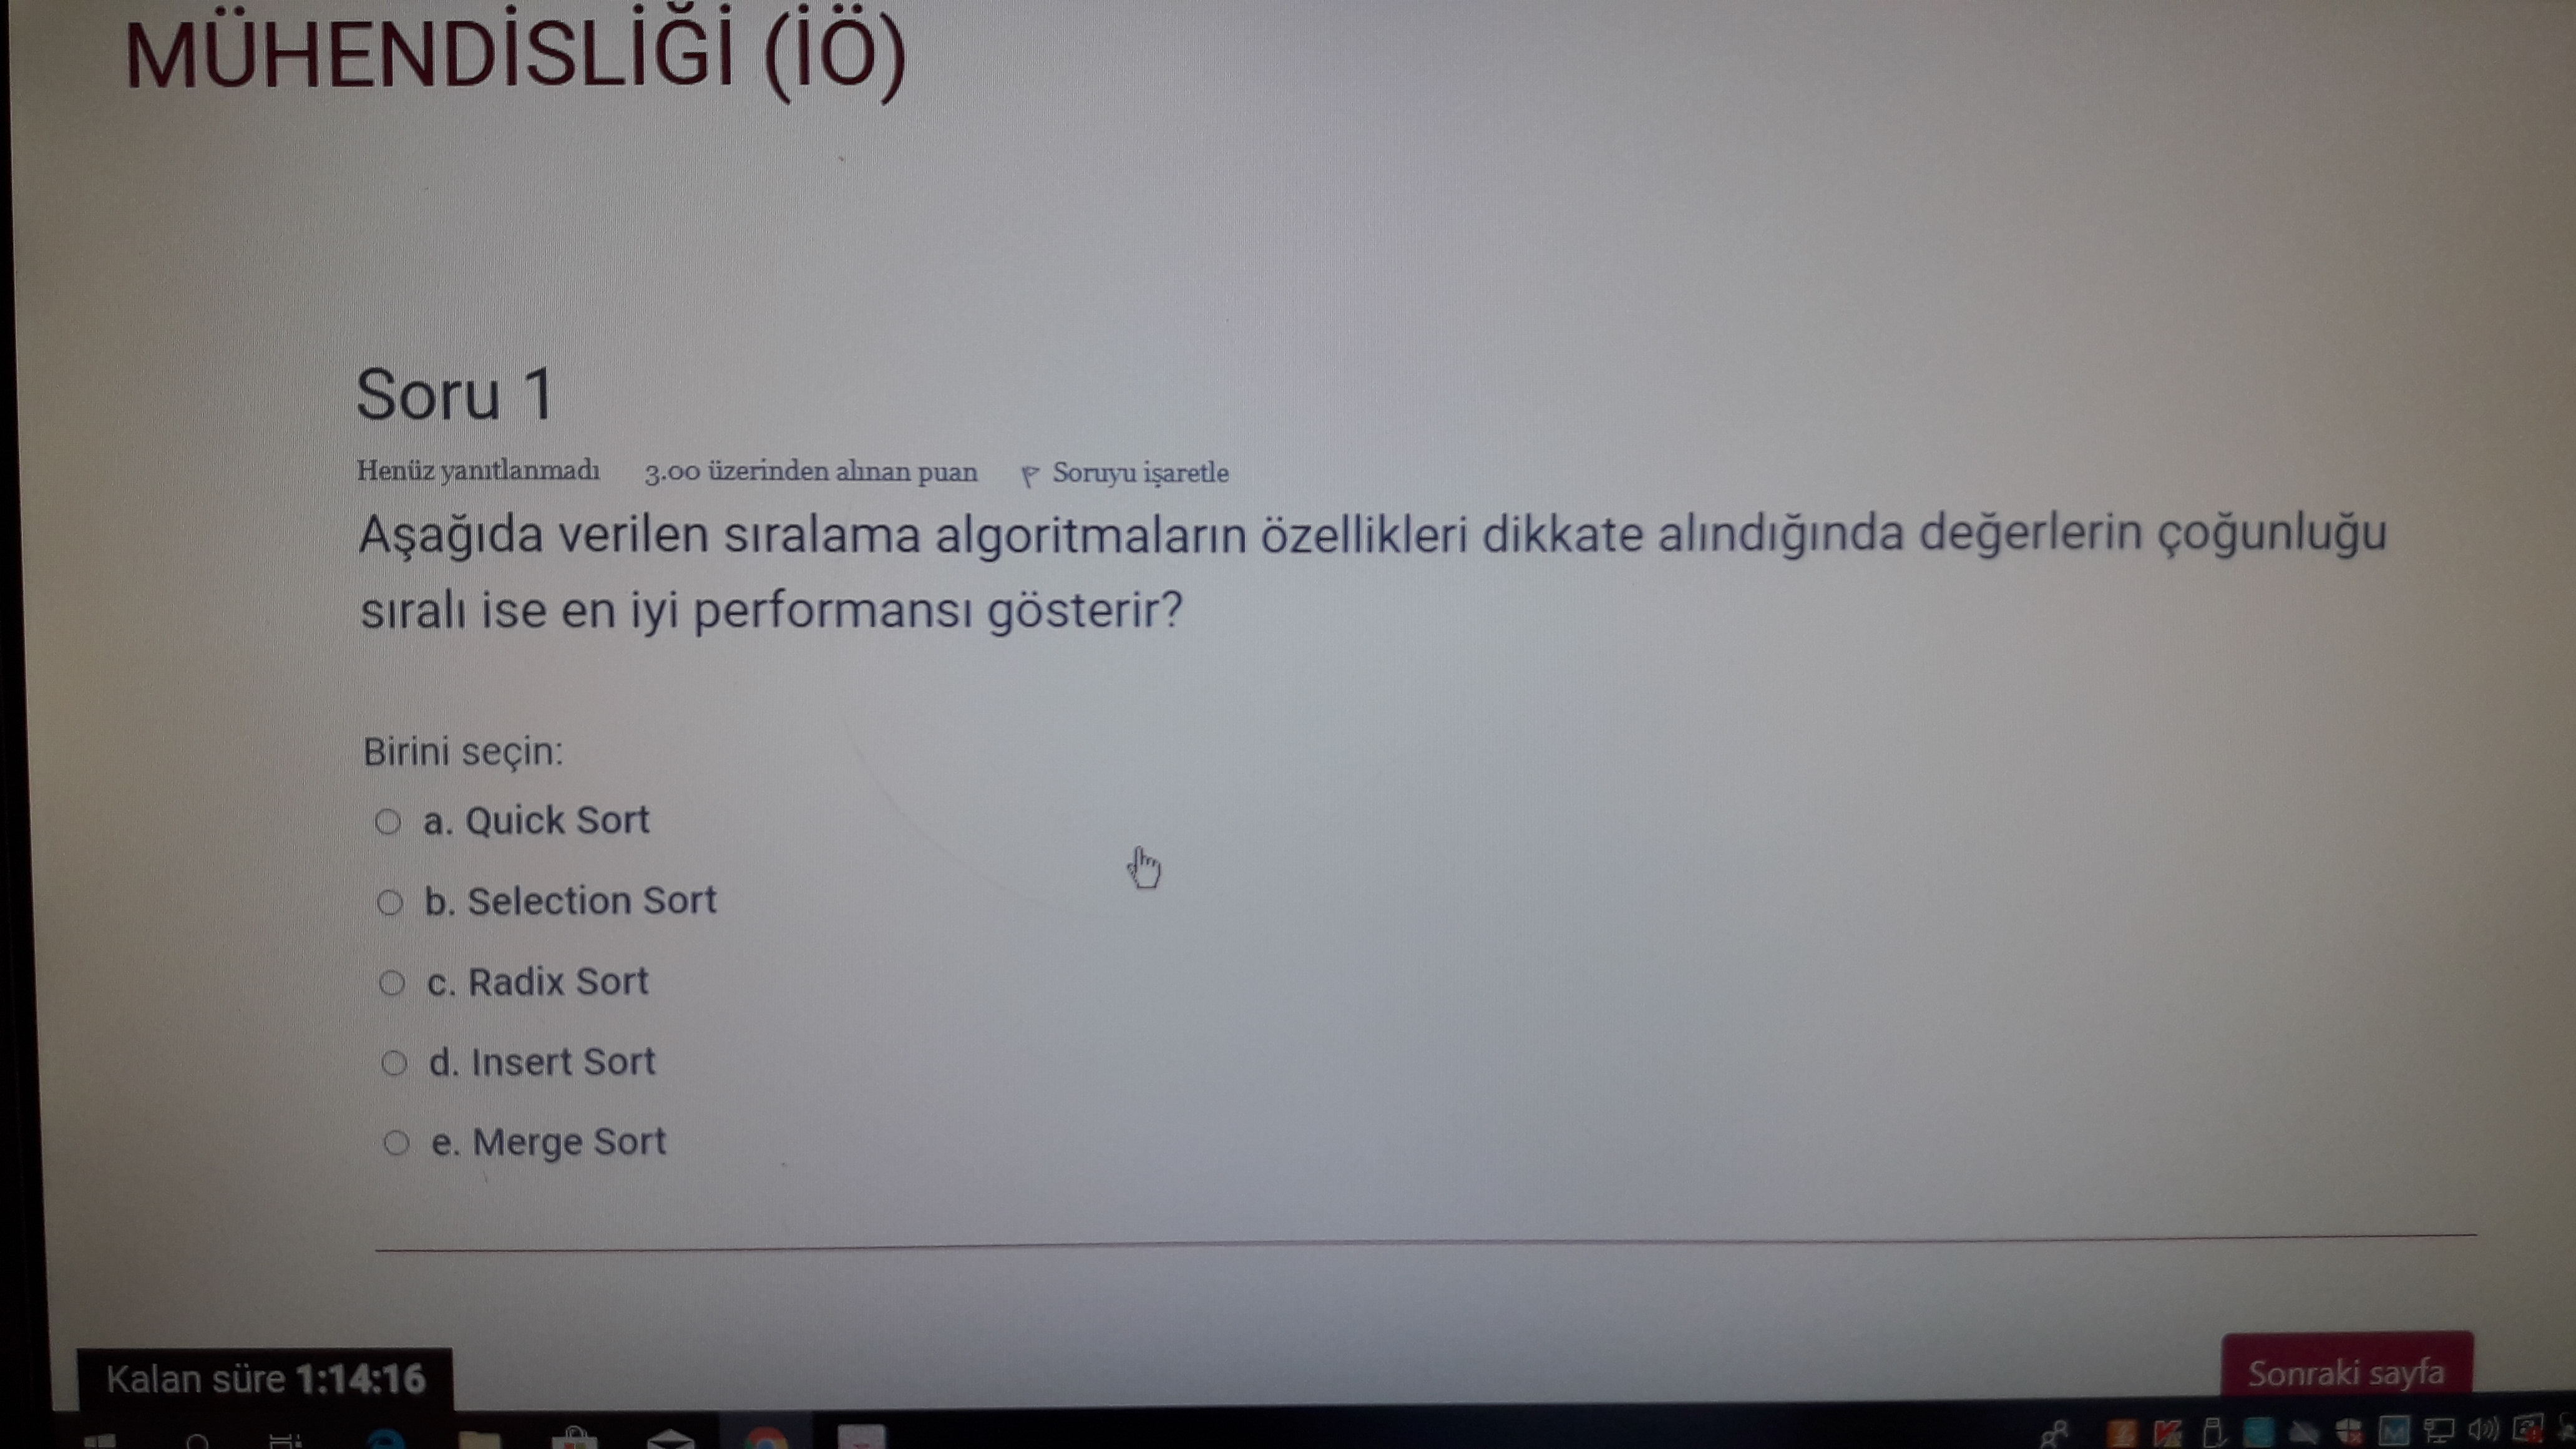 MÜHENDİSLİĞİ (İÖ)
Soru 1
Henüz yanıtlanmadı 3.00 üzerinden alınan puan Soruyu işaretle
Aşağıda verilen sıralama algoritmaların özellikleri dikkate alındığında değerlerin çoğunluğu
sıralı ise en iyi performansı gösterir?
Birini seçin:
a. Quick Sort
b. Selection Sort
c. Radix Sort
d. Insert Sort
e. Merge Sort
Kalan süre 1:14:16
Sonraki sayfa